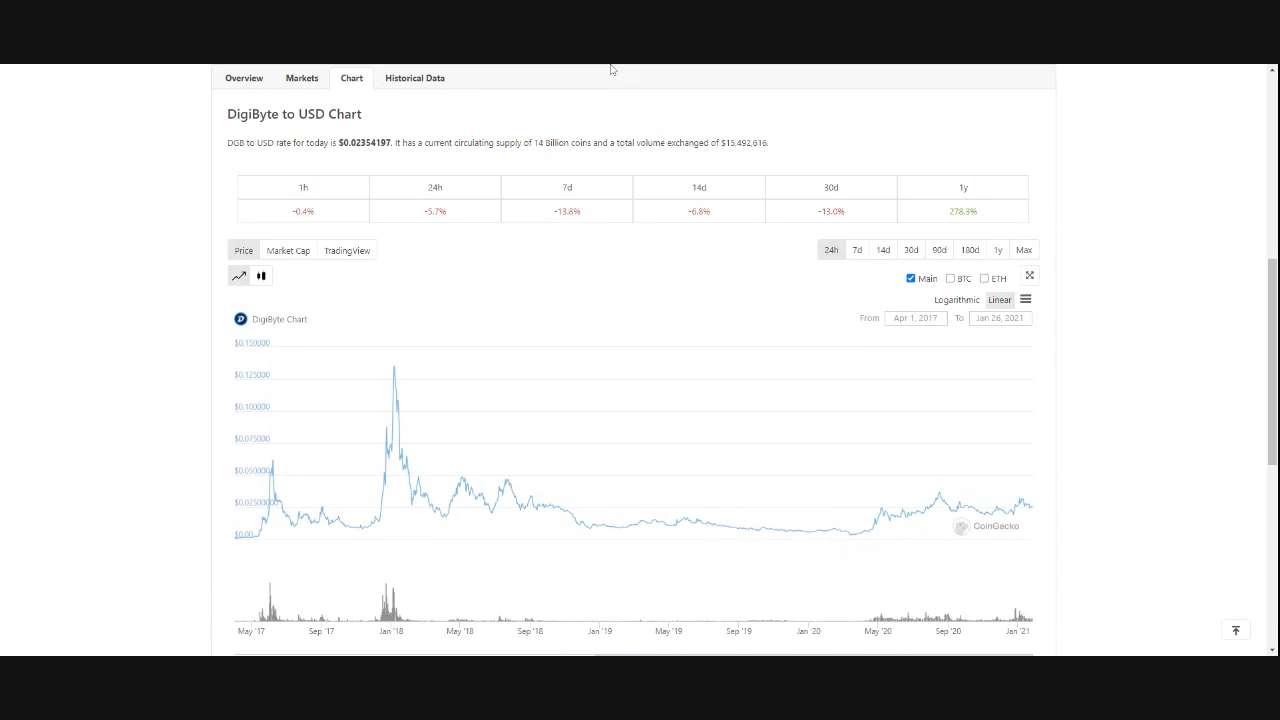 Overview Markets Chart Historical Data
DigiByte to USD Chart
DGB to USD rate for today is $0.02354197. It has a current circulating supply of 14 Billion coins and a total volume exchanged of $15,492,616.
1h 24h 7d 14d 30d 1y
-0.4% -5.7% -13.8% -6.8% -13.0% 278.3%
Price Market Cap TradingView
24h 7d 14d 30d 90d 180d 1y Max
Main BTC ETH
Logarithmic Linear
DigiByte Chart
From Apr 1, 2017 To Jan 26, 2021
$0.150000
$0.125000
$0.100000
$0.075000
$0.050000
$0.025000
$0.00
CoinGecko
May '17 Sep '17 Jan '18 May '18 Sep '18 Jan '19 May '19 Sep '19 Jan '20 May '20 Sep '20 Jan '21